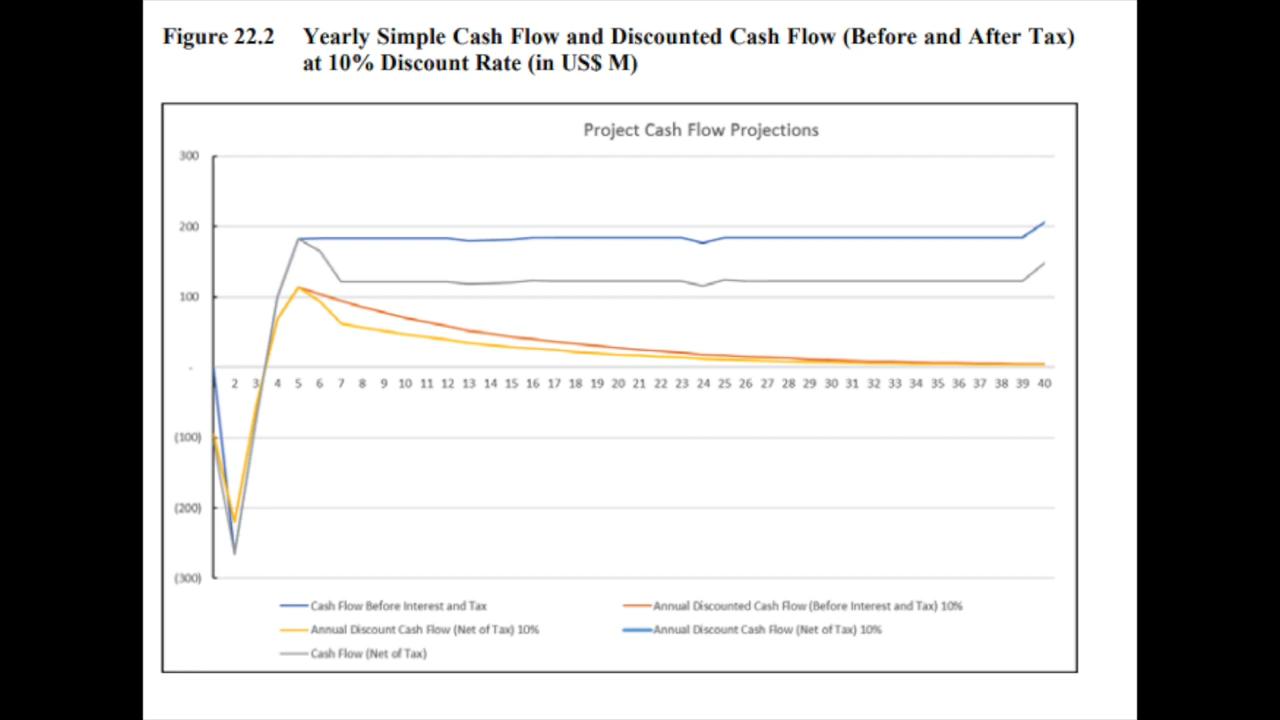 Figure 22.2 Yearly Simple Cash Flow and Discounted Cash Flow (Before and After Tax)
at 10% Discount Rate (in US$ M)
Project Cash Flow Projections
300
200
100
-
2 3 4 5 6 7 8 9 10 11 12 13 14 15 16 17 18 19 20 21 22 23 24 25 26 27 28 29 30 31 32 33 34 35 36 37 38 39 40
(100)
(200)
(300)
Cash Flow Before Interest and Tax
Annual Discounted Cash Flow (Before Interest and Tax) 10%
Annual Discount Cash Flow (Net of Tax) 10%
Annual Discount Cash Flow (Net of Tax) 10%
Cash Flow (Net of Tax)